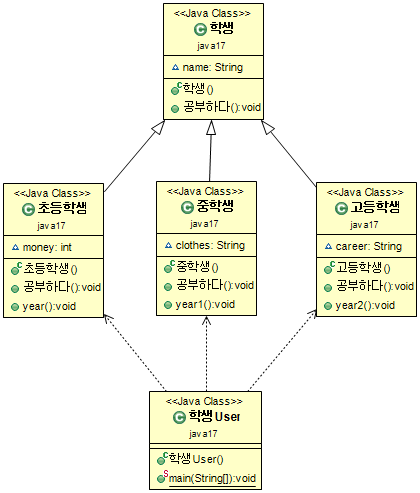 <<Java Class>>
C 학생
java17
name: String
C 학생()
공부하다():void
<<Java Class>>
C 초등학생
java17
money: int
C 초등학생()
공부하다():void
year():void
<<Java Class>>
C 중학생
java17
clothes: String
C 중학생()
공부하다():void
year1():void
<<Java Class>>
C 고등학생
java17
career: String
C 고등학생()
공부하다():void
year2():void
<<Java Class>>
C 학생User
java17
C 학생User()
S main(String[]):void